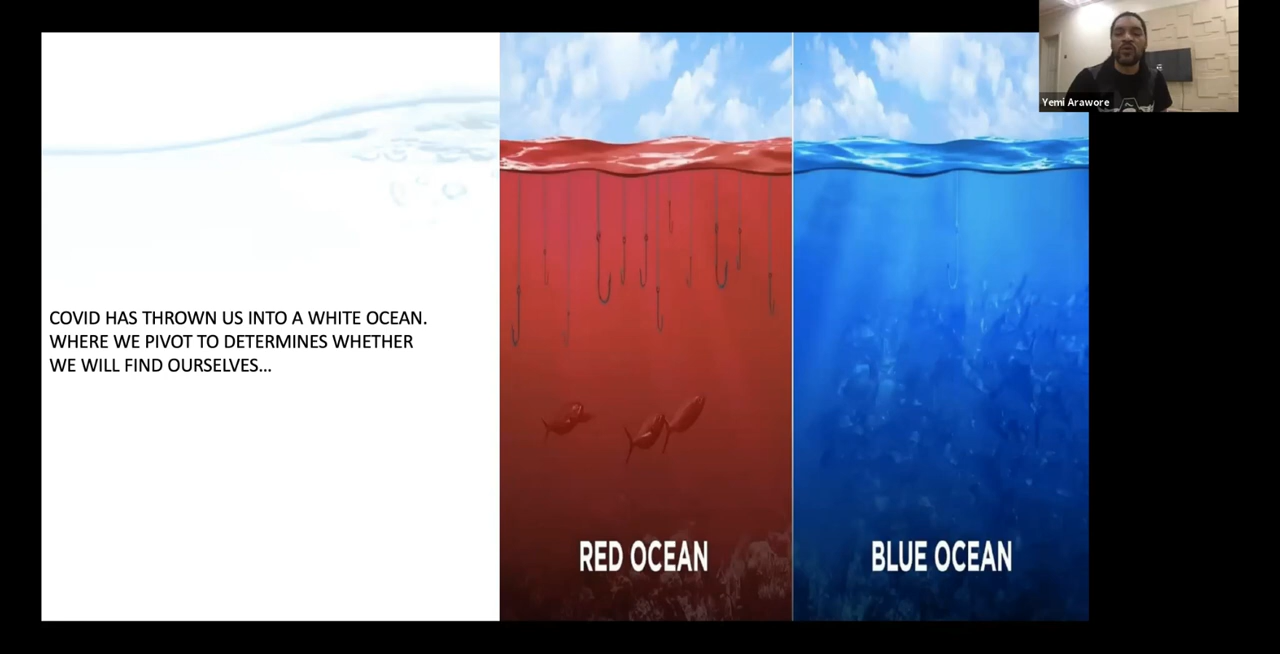 COVID HAS THROWN US INTO A WHITE OCEAN.
WHERE WE PIVOT TO DETERMINES WHETHER
WE WILL FIND OURSELVES...
RED OCEAN
BLUE OCEAN
Yemi Arawore